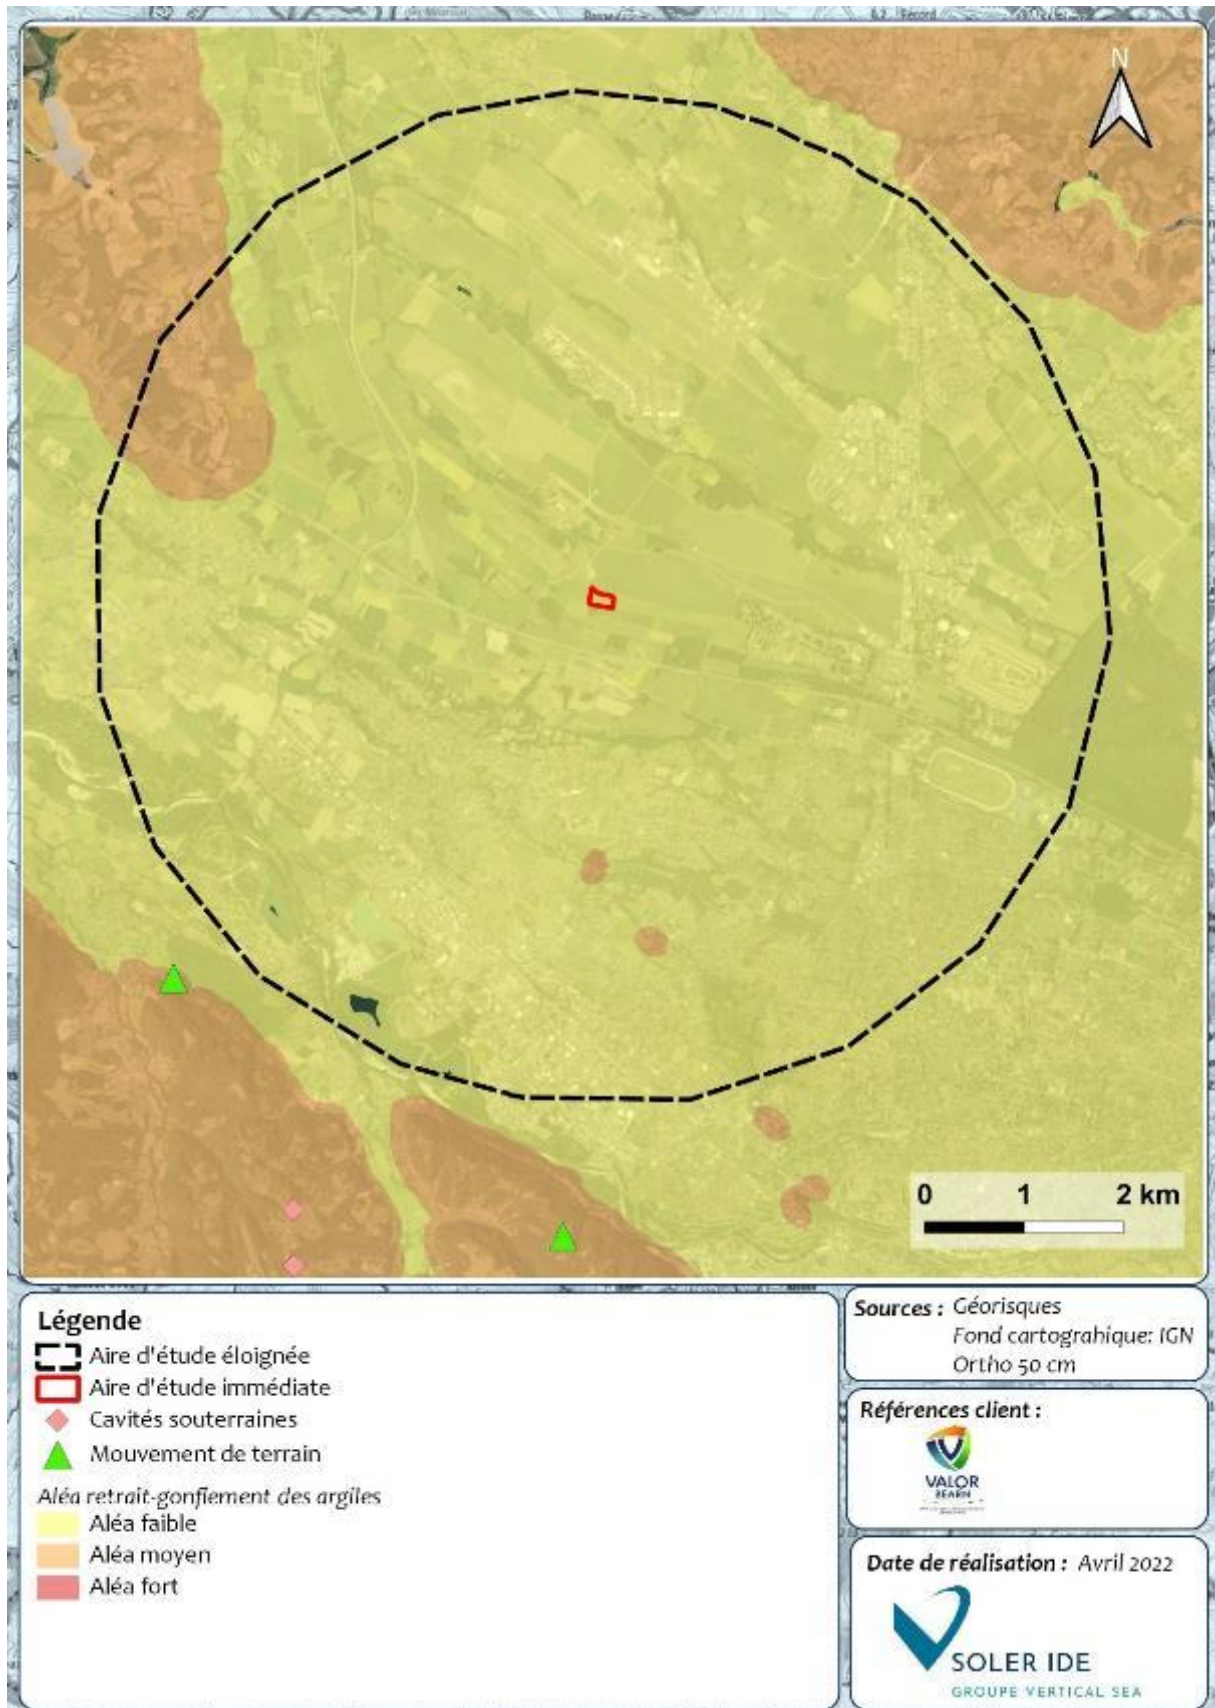 N
0 1 2 km
Légende
Aire d'étude éloignée
Aire d'étude immédiate
Cavités souterraines
Mouvement de terrain
Aléa retrait-gonflement des argiles
Aléa faible
Aléa moyen
Aléa fort
Sources : Géorisques
Fond cartograhique: IGN
Ortho 50 cm
Références client :
VALOR
BEARN
Date de réalisation : Avril 2022
SOLER IDE
GROUPE VERTICAL SEA